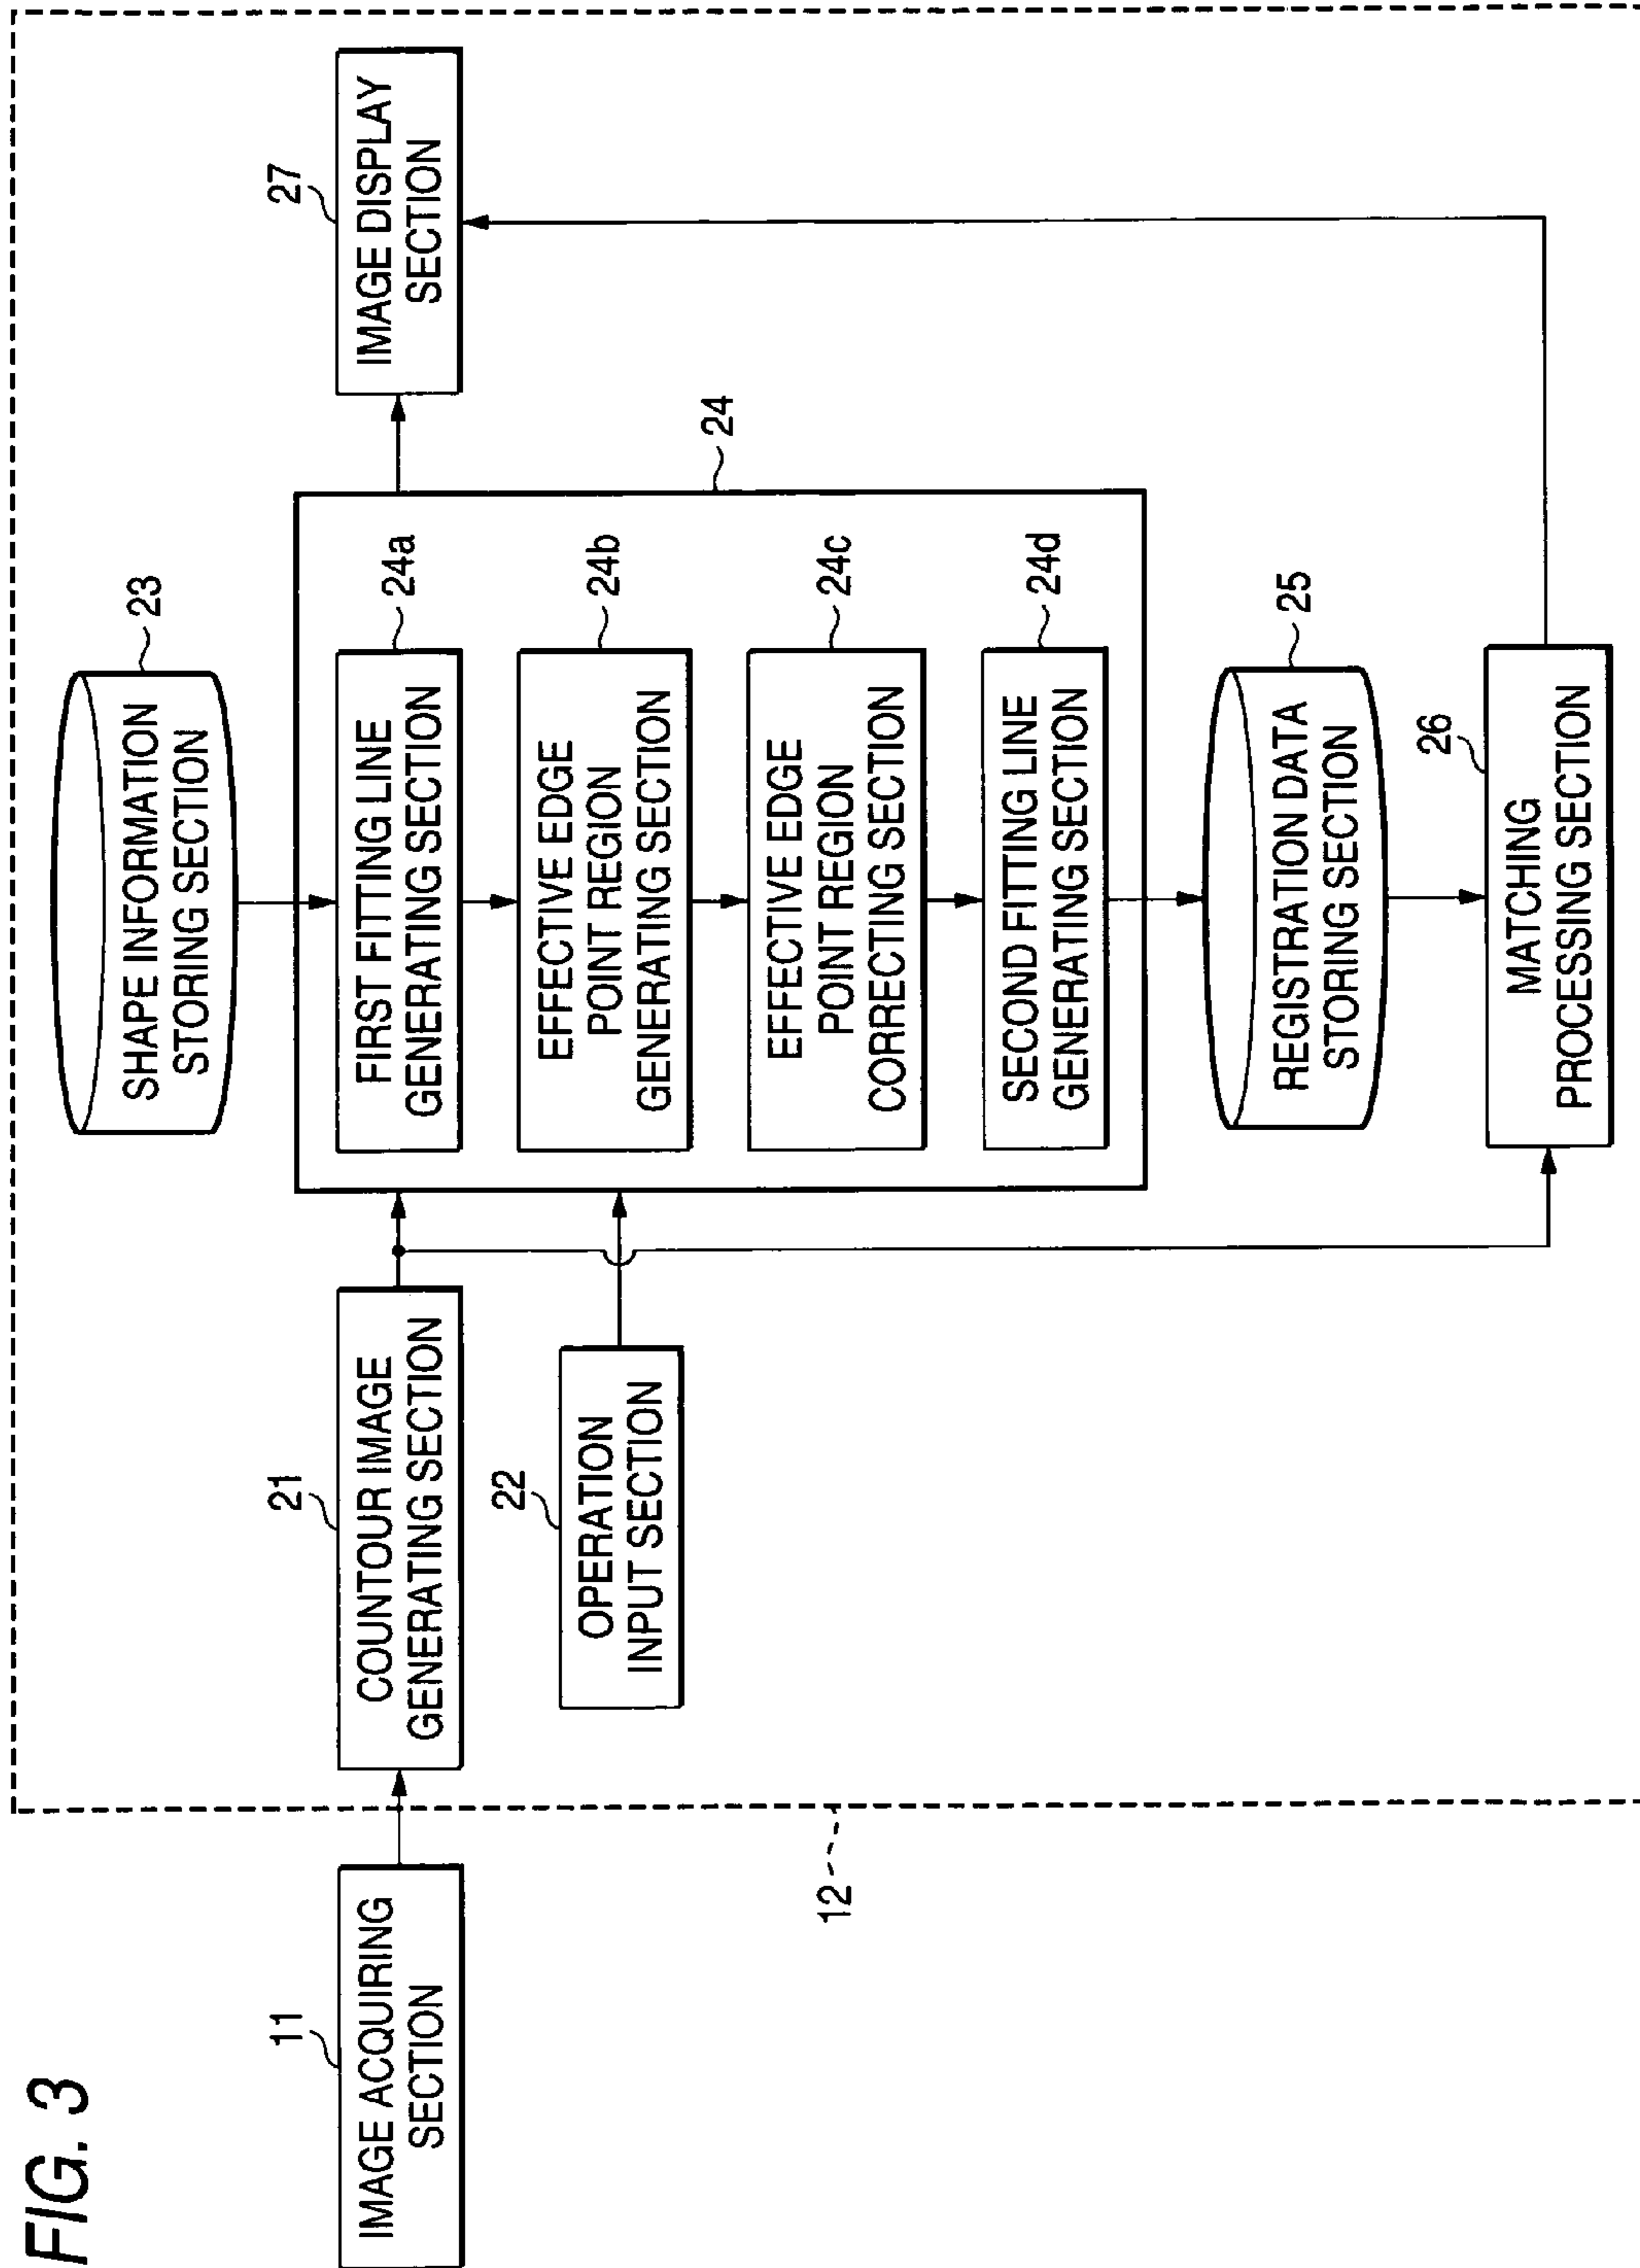 FIG. 3
11
IMAGE ACQUIRING
SECTION
12
21
COUNTOUR IMAGE
GENERATING SECTION
22
OPERATION
INPUT SECTION
23
SHAPE INFORMATION
STORING SECTION
24
24a
FIRST FITTING LINE
GENERATING SECTION
24b
EFFECTIVE EDGE
POINT REGION
GENERATING SECTION
24c
EFFECTIVE EDGE
POINT REGION
CORRECTING SECTION
24d
SECOND FITTING LINE
GENERATING SECTION
25
REGISTRATION DATA
STORING SECTION
26
MATCHING
PROCESSING SECTION
27
IMAGE DISPLAY
SECTION